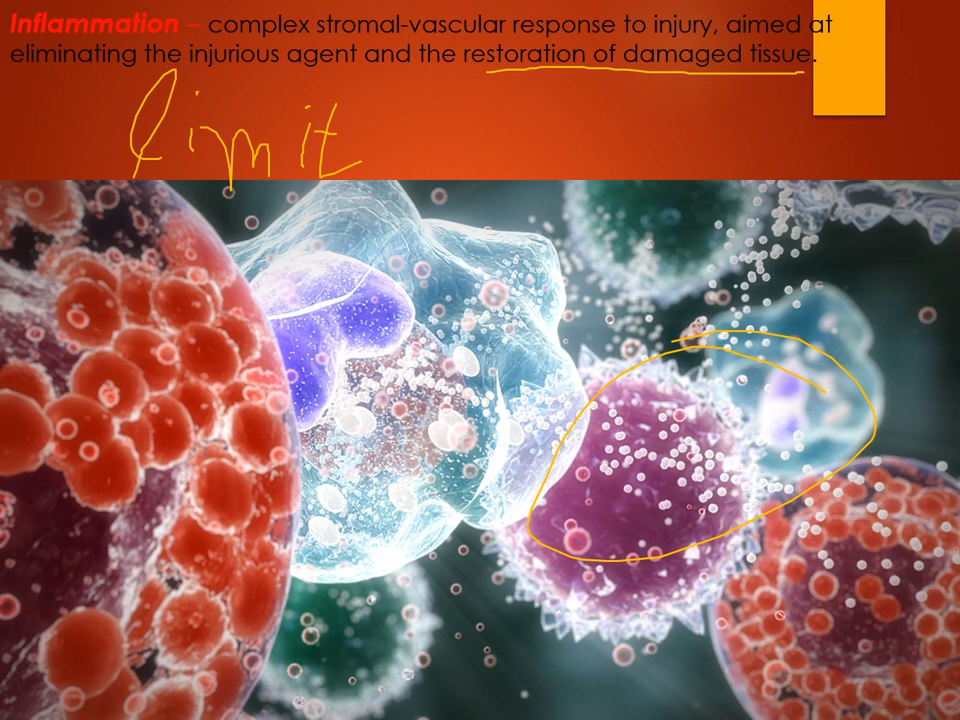 Inflammation – complex stromal-vascular response to injury, aimed at
eliminating the injurious agent and the restoration of damaged tissue.
limit